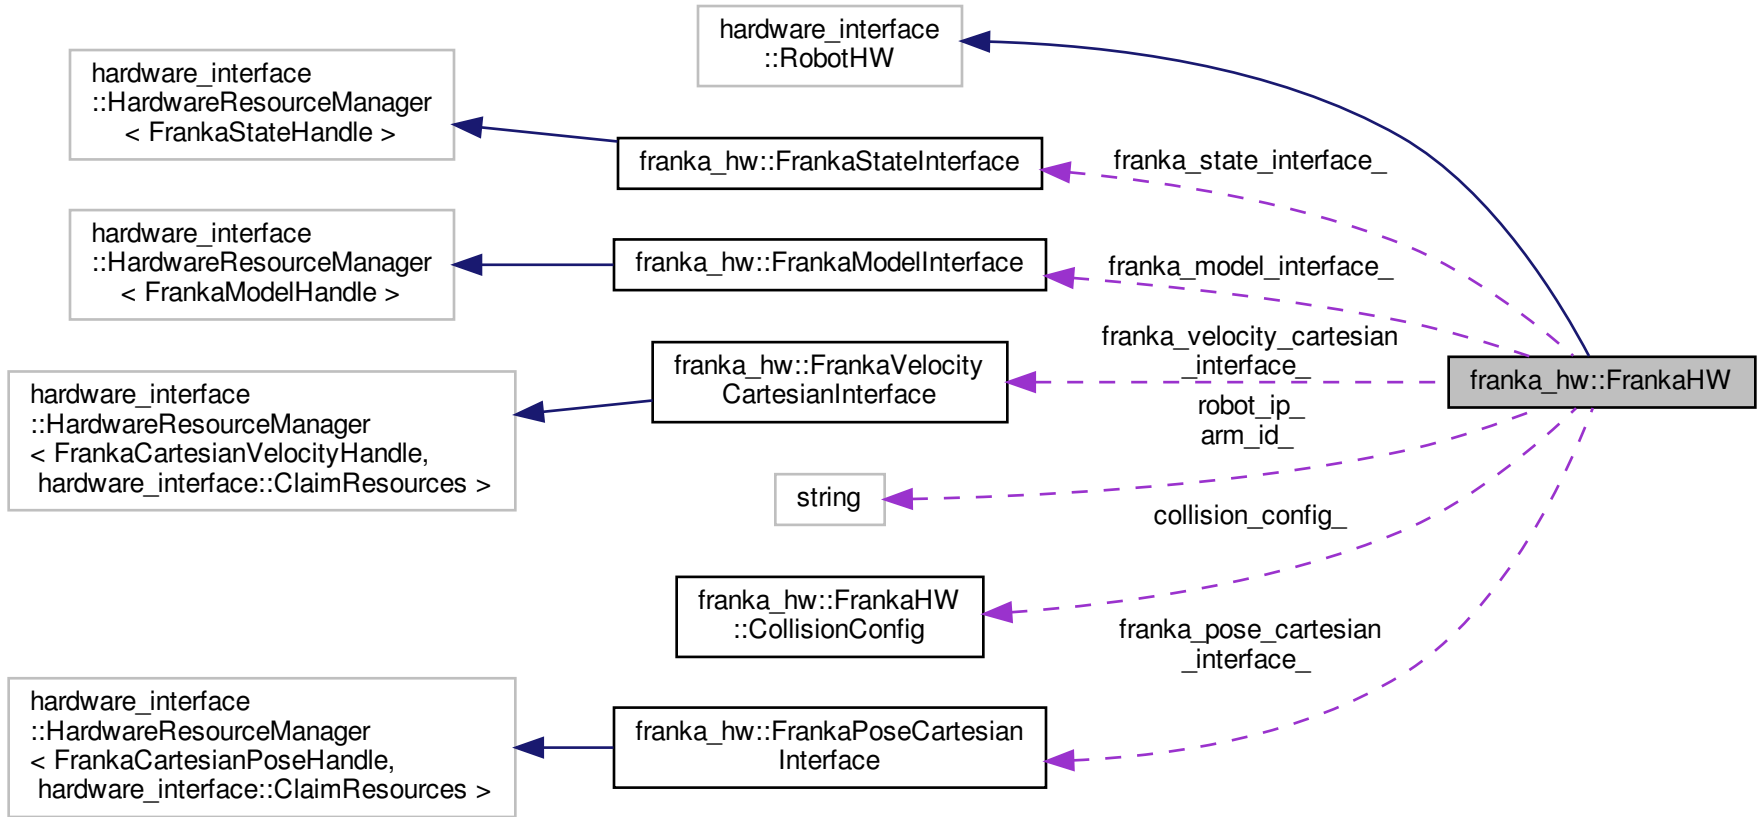 hardware_interface
::RobotHW
hardware_interface
::HardwareResourceManager
< FrankaStateHandle >
franka_hw::FrankaStateInterface
franka_state_interface_
hardware_interface
::HardwareResourceManager
< FrankaModelHandle >
franka_hw::FrankaModelInterface
franka_model_interface_
franka_velocity_cartesian
_interface_
franka_hw::FrankaVelocity
CartesianInterface
franka_hw::FrankaHW
hardware_interface
::HardwareResourceManager
< FrankaCartesianVelocityHandle,
hardware_interface::ClaimResources >
robot_ip_
arm_id_
string
collision_config_
franka_hw::FrankaHW
::CollisionConfig
franka_pose_cartesian
_interface_
hardware_interface
::HardwareResourceManager
< FrankaCartesianPoseHandle,
hardware_interface::ClaimResources >
franka_hw::FrankaPoseCartesian
Interface